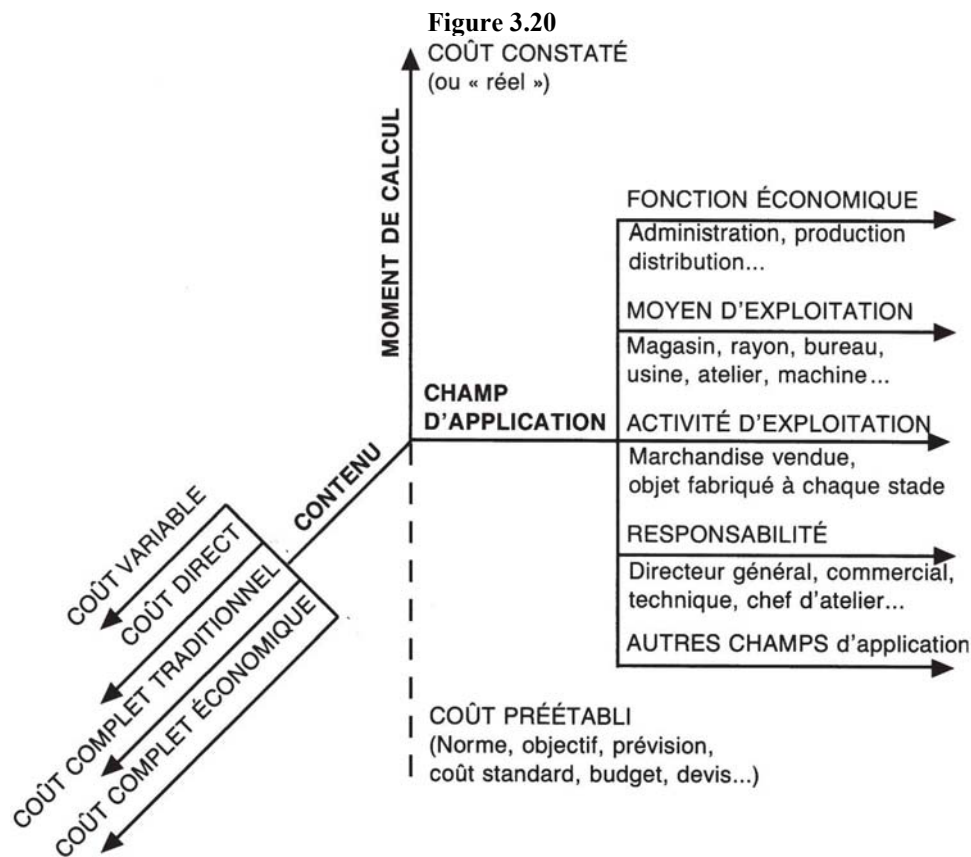 Figure 3.20
COÛT CONSTATÉ
(ou « réel »)
MOMENT DE CALCUL
FONCTION ÉCONOMIQUE
Administration, production
distribution...
MOYEN D'EXPLOITATION
Magasin, rayon, bureau,
usine, atelier, machine...
CHAMP
D'APPLICATION
ACTIVITÉ D'EXPLOITATION
Marchandise vendue,
objet fabriqué à chaque stade
RESPONSABILITÉ
Directeur général, commercial,
technique, chef d'atelier...
AUTRES CHAMPS d'application
CONTENU
COÛT VARIABLE
COÛT DIRECT
COÛT COMPLET TRADITIONNEL
COÛT COMPLET ÉCONOMIQUE
COÛT PRÉÉTABLI
(Norme, objectif, prévision,
coût standard, budget, devis...)